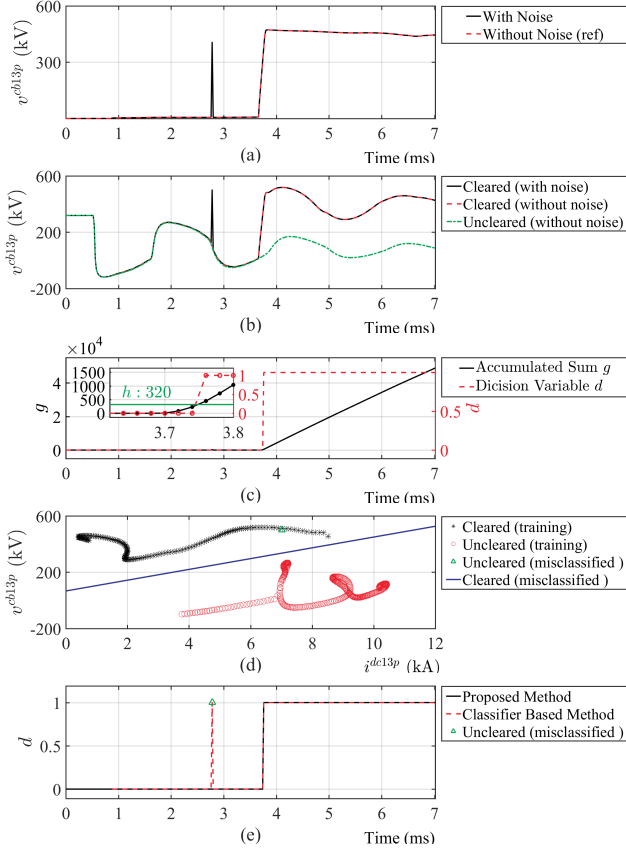 600
300
0
v^{cb13p} (kV)
With Noise
Without Noise (ref)
0 1 2 3 4 5 6 7
(a)
Time (ms)
600
200
-200
v^{cb13p} (kV)
Cleared (with noise)
Cleared (without noise)
Uncleared (without noise)
0 1 2 3 4 5 6 7
(b)
Time (ms)
×10^4
4
2
0
g
1500
1000
500
0
h : 320
1
0.5
0
3.7 3.8
0.5
0
d
Accumulated Sum g
Dicision Variable d
0 1 2 3 4 5 6 7
(c)
Time (ms)
600
200
-200
v^{cb13p} (kV)
Cleared (training)
Uncleared (training)
Uncleared (misclassified )
Cleared (misclassified )
0 2 4 6 8 10 12
(d)
i^{dc13p} (kA)
1
0.5
0
d
Proposed Method
Classifier Based Method
Uncleared (misclassified )
0 1 2 3 4 5 6 7
(e)
Time (ms)